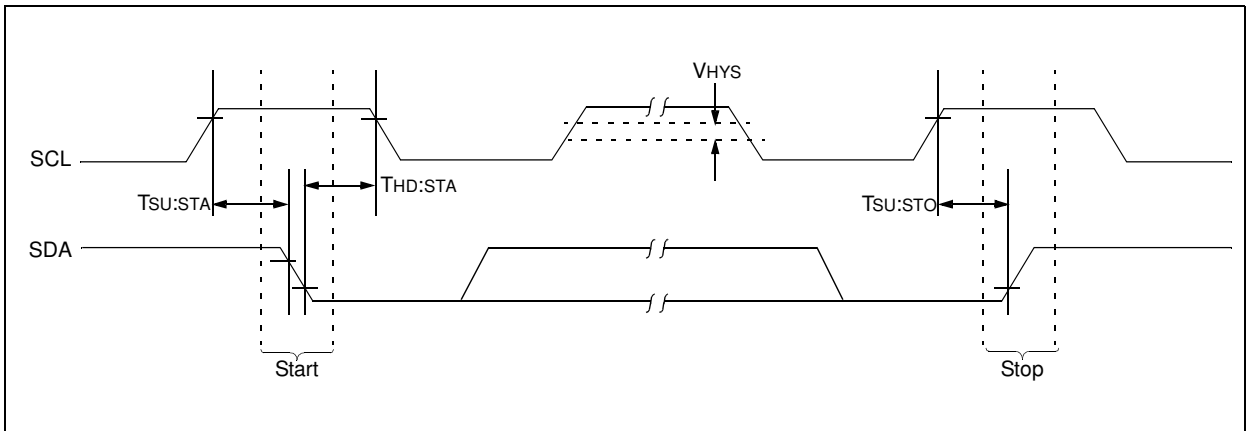 VHYS
SCL
THD:STA
TSU:STA
TSU:STO
SDA
Start
Stop